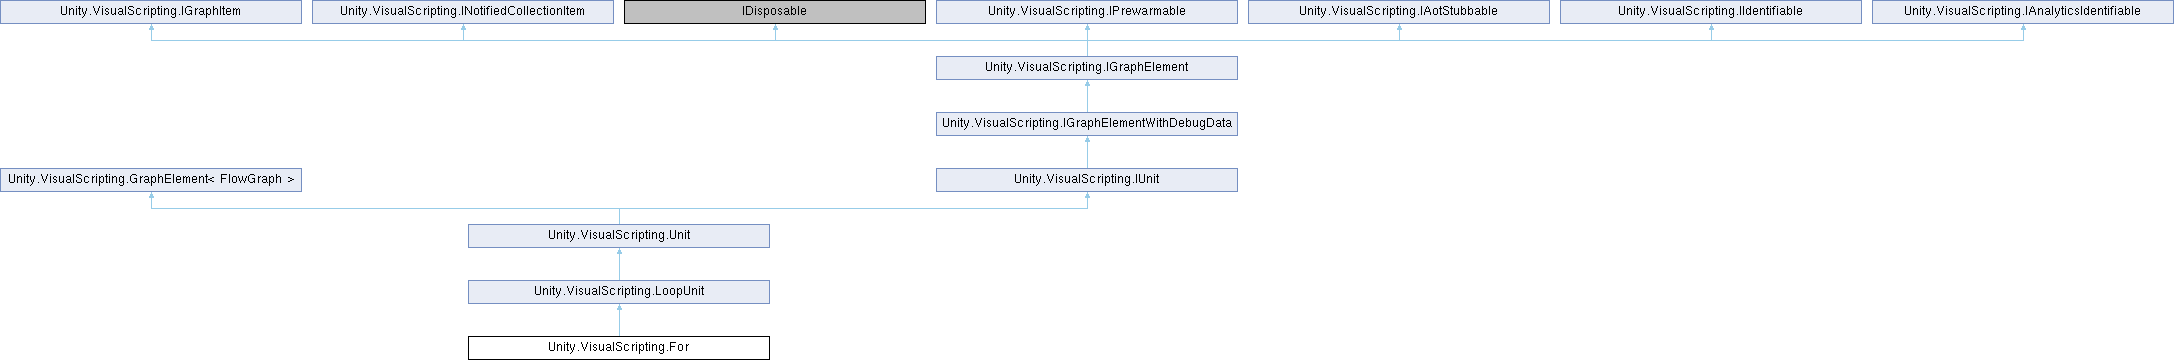 Unity.VisualScripting.IGraphItem
Unity.VisualScripting.INotifiedCollectionItem
IDisposable
Unity.VisualScripting.IPrewarmable
Unity.VisualScripting.IAotStubbable
Unity.VisualScripting.IIdentifiable
Unity.VisualScripting.IAnalyticsIdentifiable
Unity.VisualScripting.IGraphElement
Unity.VisualScripting.IGraphElementWithDebugData
Unity.VisualScripting.GraphElement< FlowGraph >
Unity.VisualScripting.IUnit
Unity.VisualScripting.Unit
Unity.VisualScripting.LoopUnit
Unity.VisualScripting.For